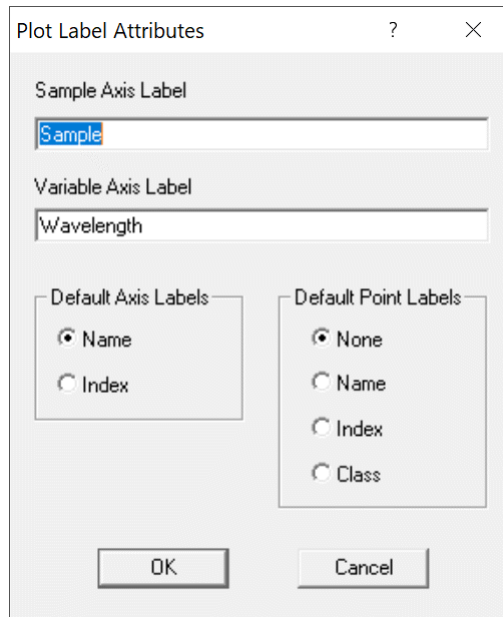 Plot Label Attributes ?
Sample Axis Label
Sample
Variable Axis Label
Wavelength
Default Axis Labels
Name
Index
Default Point Labels
None
Name
Index
Class
OK Cancel